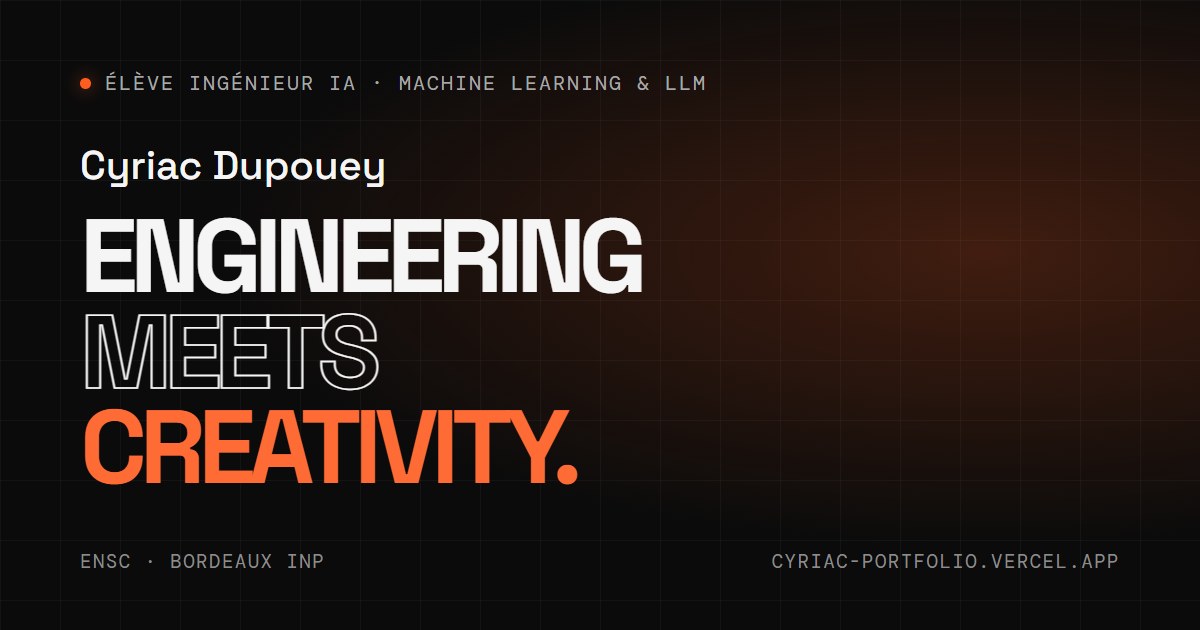 ÉLÈVE INGÉNIEUR IA · MACHINE LEARNING & LLM
Cyriac Dupouey
ENGINEERING
MEETS
CREATIVITY.
ENSC · BORDEAUX INP
CYRIAC-PORTFOLIO.VERCEL.APP